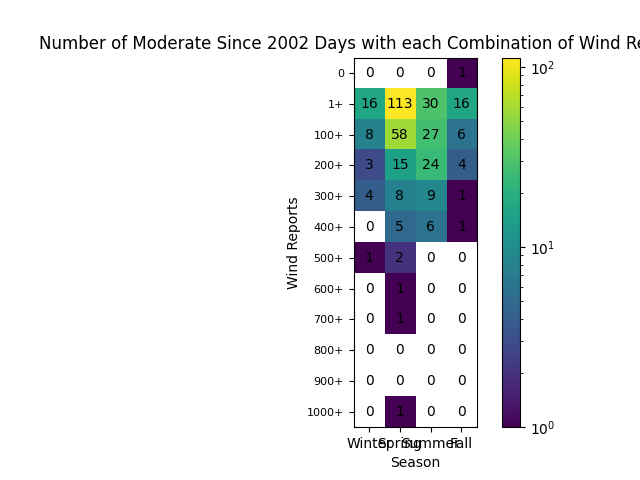 Number of Moderate Since 2002 Days with each Combination of Wind Re
Wind Reports
0 0 0 0 1
1+ 16 113 30 16
100+ 8 58 27 6
200+ 3 15 24 4
300+ 4 8 9 1
400+ 0 5 6 1
500+ 1 2 0 0
600+ 0 1 0 0
700+ 0 1 0 0
800+ 0 0 0 0
900+ 0 0 0 0
1000+ 0 1 0 0
Winter Spring Summer Fall
Season
10²
10¹
10⁰